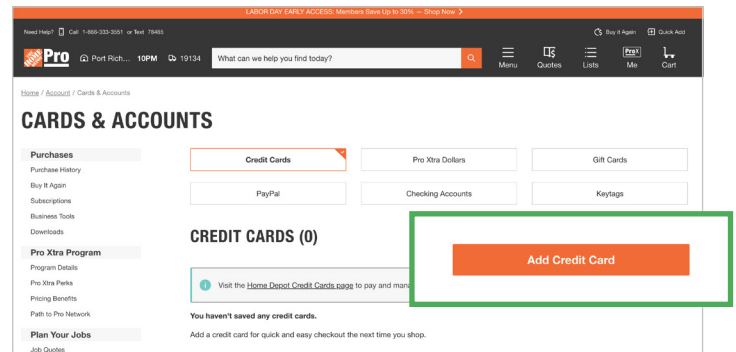 LABOR DAY EARLY ACCESS: Members Save Up to 30% — Shop Now
Need Help? Call 1-866-333-3551 or Text 78465
Buy it Again Quick Add
THE HOME DEPOT Pro Port Rich... 10PM 19134 What can we help you find today?
Menu Quotes Lists ProX Me Cart
Home / Account / Cards & Accounts
CARDS & ACCOUNTS
Purchases
Purchase History
Buy It Again
Subscriptions
Business Tools
Downloads
Pro Xtra Program
Program Details
Pro Xtra Perks
Pricing Benefits
Path to Pro Network
Plan Your Jobs
Job Quotes
Credit Cards Pro Xtra Dollars Gift Cards
PayPal Checking Accounts Keytags
CREDIT CARDS (0)
Add Credit Card
Visit the Home Depot Credit Cards page to pay and man
You haven't saved any credit cards.
Add a credit card for quick and easy checkout the next time you shop.